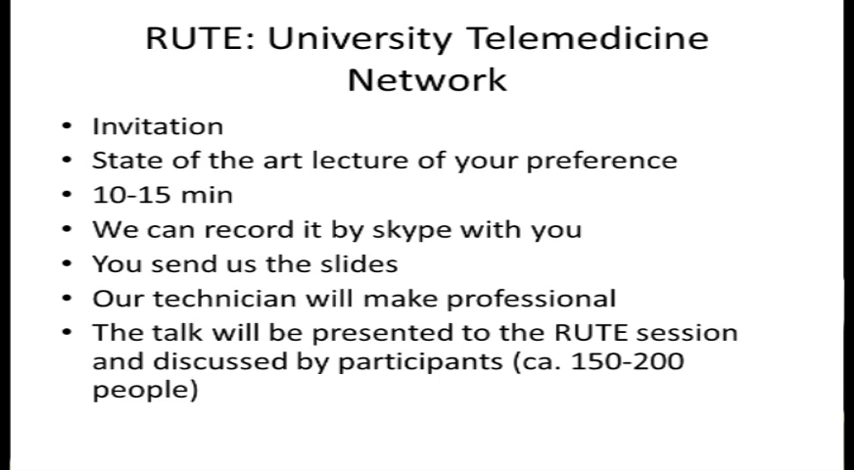 RUTE: University Telemedicine
Network
• Invitation
• State of the art lecture of your preference
• 10-15 min
• We can record it by skype with you
• You send us the slides
• Our technician will make professional
• The talk will be presented to the RUTE session
and discussed by participants (ca. 150-200
people)